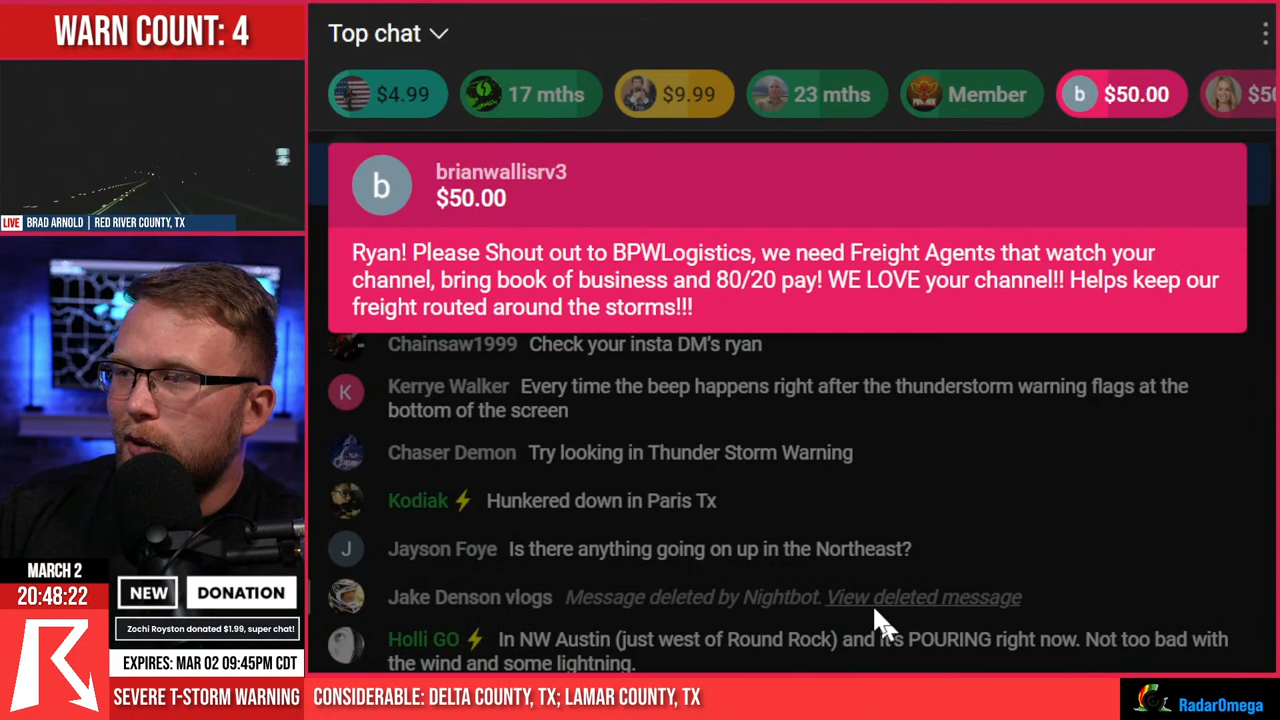 WARN COUNT: 4
LIVE BRAD ARNOLD | RED RIVER COUNTY, TX
MARCH 2
20:48:22
NEW DONATION
Zochi Royston donated $1.99, super chat!
EXPIRES: MAR 02 09:45PM CDT
SEVERE T-STORM WARNING
CONSIDERABLE: DELTA COUNTY, TX; LAMAR COUNTY, TX
RadarOmega
Top chat
$4.99 17 mths $9.99 23 mths Member b $50.00
b brianwallisrv3
$50.00
Ryan! Please Shout out to BPWLogistics, we need Freight Agents that watch your
channel, bring book of business and 80/20 pay! WE LOVE your channel!! Helps keep our
freight routed around the storms!!!
Chainsaw1999 Check your insta DM's ryan
K Kerrye Walker Every time the beep happens right after the thunderstorm warning flags at the
bottom of the screen
Chaser Demon Try looking in Thunder Storm Warning
Kodiak Hunkered down in Paris Tx
J Jayson Foye Is there anything going on up in the Northeast?
Jake Denson vlogs Message deleted by Nightbot. View deleted message
Holli GO In NW Austin (just west of Round Rock) and it's POURING right now. Not too bad with
the wind and some lightning.